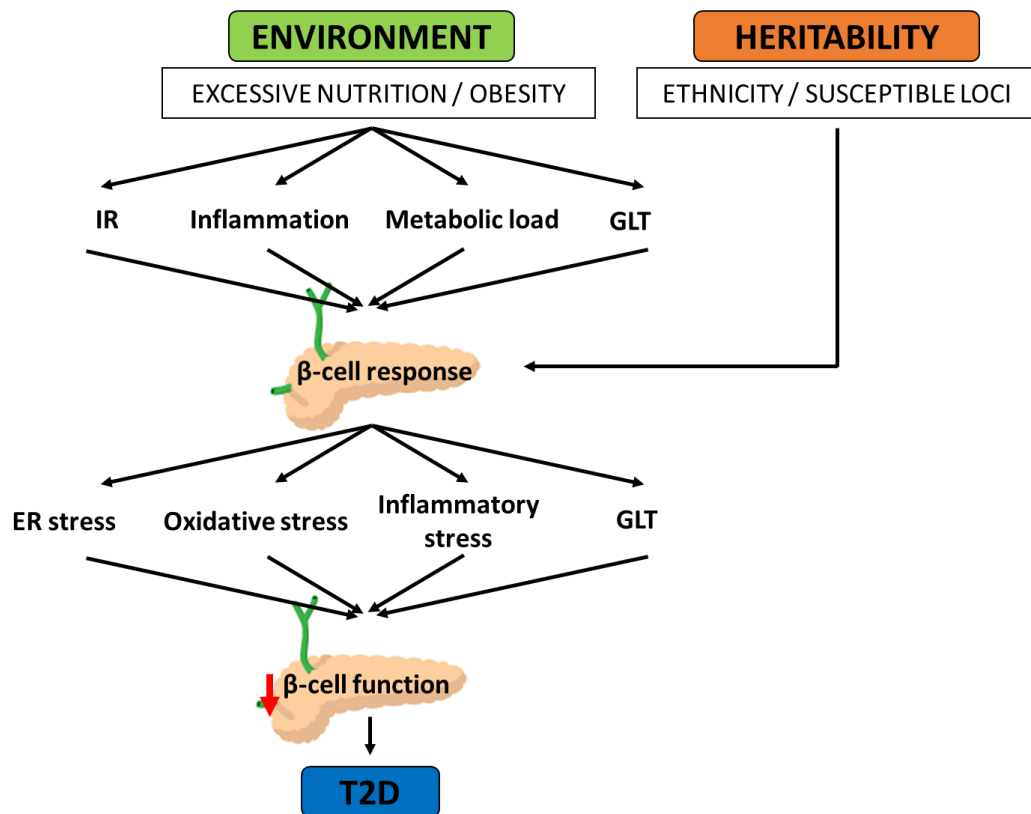 ENVIRONMENT
HERITABILITY
EXCESSIVE NUTRITION / OBESITY
ETHNICITY / SUSCEPTIBLE LOCI
IR
Inflammation
Metabolic load
GLT
β-cell response
ER stress
Oxidative stress
Inflammatory
stress
GLT
β-cell function
T2D